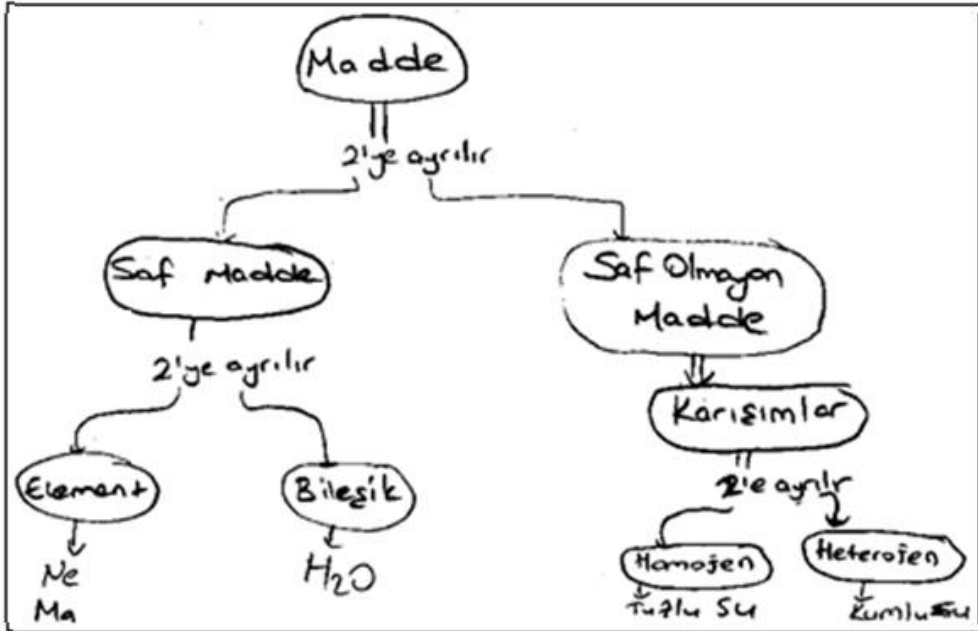 Madde
2'ye ayrılır
Saf Madde
Saf Olmayan
Madde
2'ye ayrılır
Karışımlar
Element
Bileşik
2'e ayrılır
Ne
Ma
H₂O
Homojen
Heterojen
Tuzlu Su
Kumlu Su